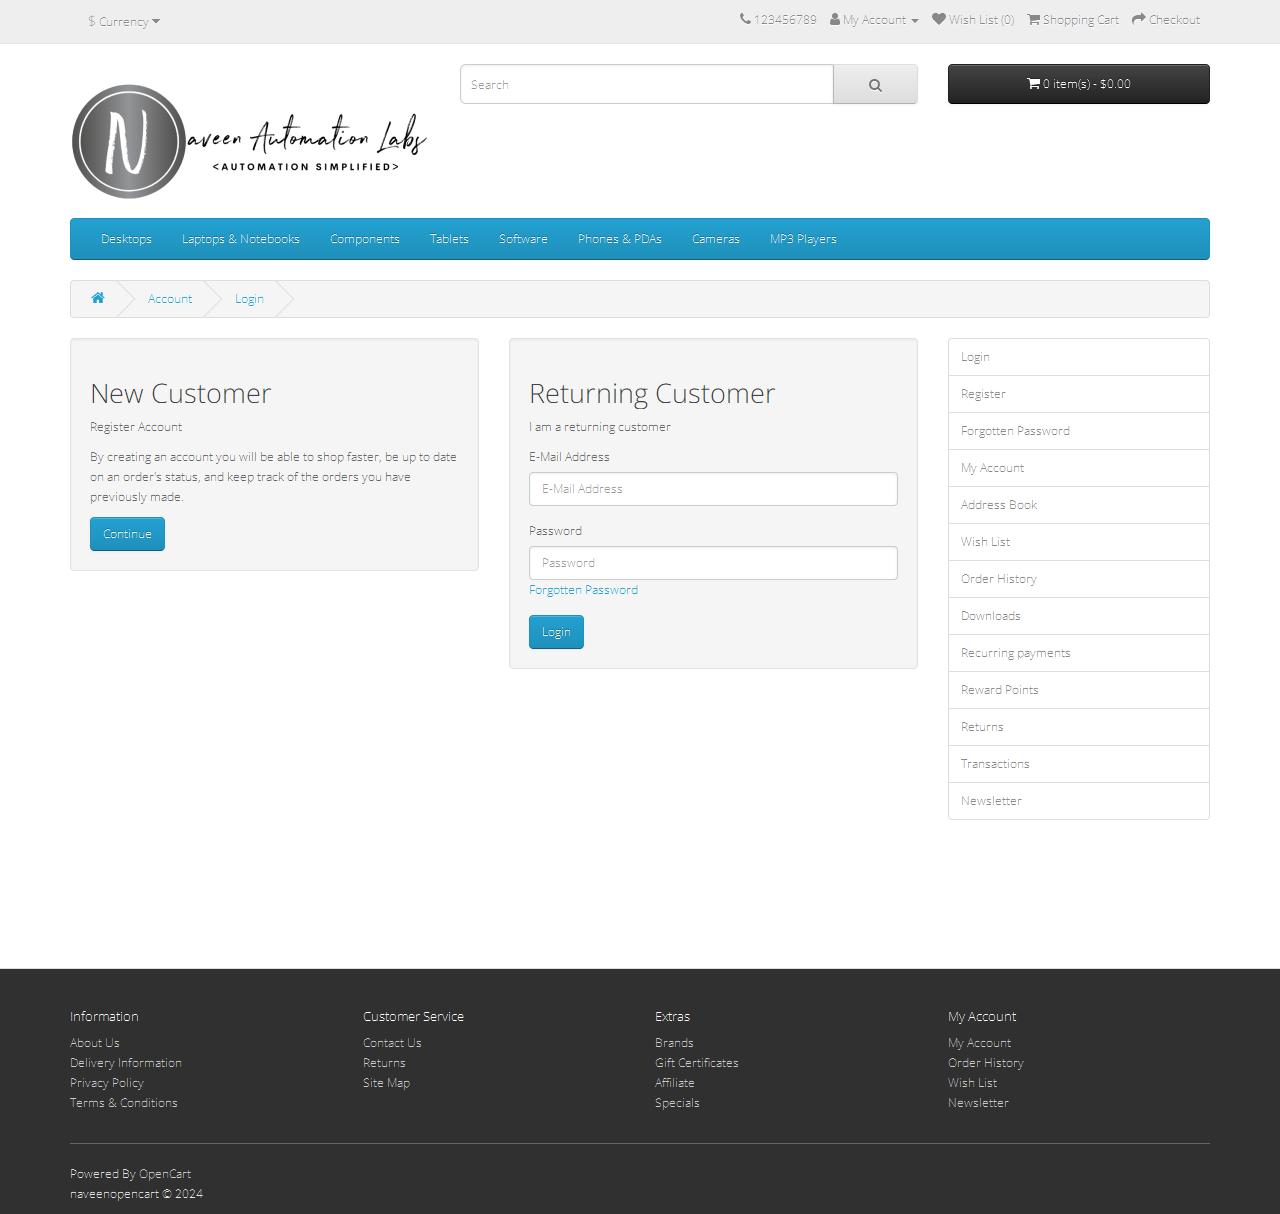 $ Currency
123456789 My Account Wish List (0) Shopping Cart Checkout
Search
0 item(s) - $0.00
Naveen Automation Labs
<AUTOMATION SIMPLIFIED>
Desktops Laptops & Notebooks Components Tablets Software Phones & PDAs Cameras MP3 Players
Account Login
New Customer
Register Account
By creating an account you will be able to shop faster, be up to date
on an order's status, and keep track of the orders you have
previously made.
Continue
Returning Customer
I am a returning customer
E-Mail Address
E-Mail Address
Password
Password
Forgotten Password
Login
Login
Register
Forgotten Password
My Account
Address Book
Wish List
Order History
Downloads
Recurring payments
Reward Points
Returns
Transactions
Newsletter
Information
About Us
Delivery Information
Privacy Policy
Terms & Conditions
Customer Service
Contact Us
Returns
Site Map
Extras
Brands
Gift Certificates
Affiliate
Specials
My Account
My Account
Order History
Wish List
Newsletter
Powered By OpenCart
naveenopencart © 2024